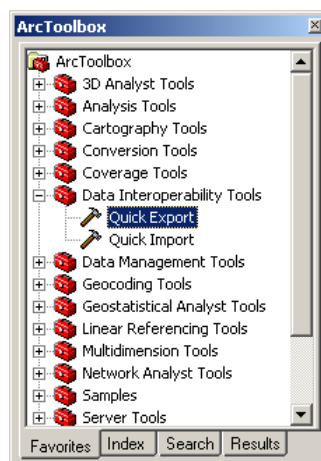 ArcToolbox
ArcToolbox
3D Analyst Tools
Analysis Tools
Cartography Tools
Conversion Tools
Coverage Tools
Data Interoperability Tools
Quick Export
Quick Import
Data Management Tools
Geocoding Tools
Geostatistical Analyst Tools
Linear Referencing Tools
Multidimension Tools
Network Analyst Tools
Samples
Server Tools
Favorites Index Search Results